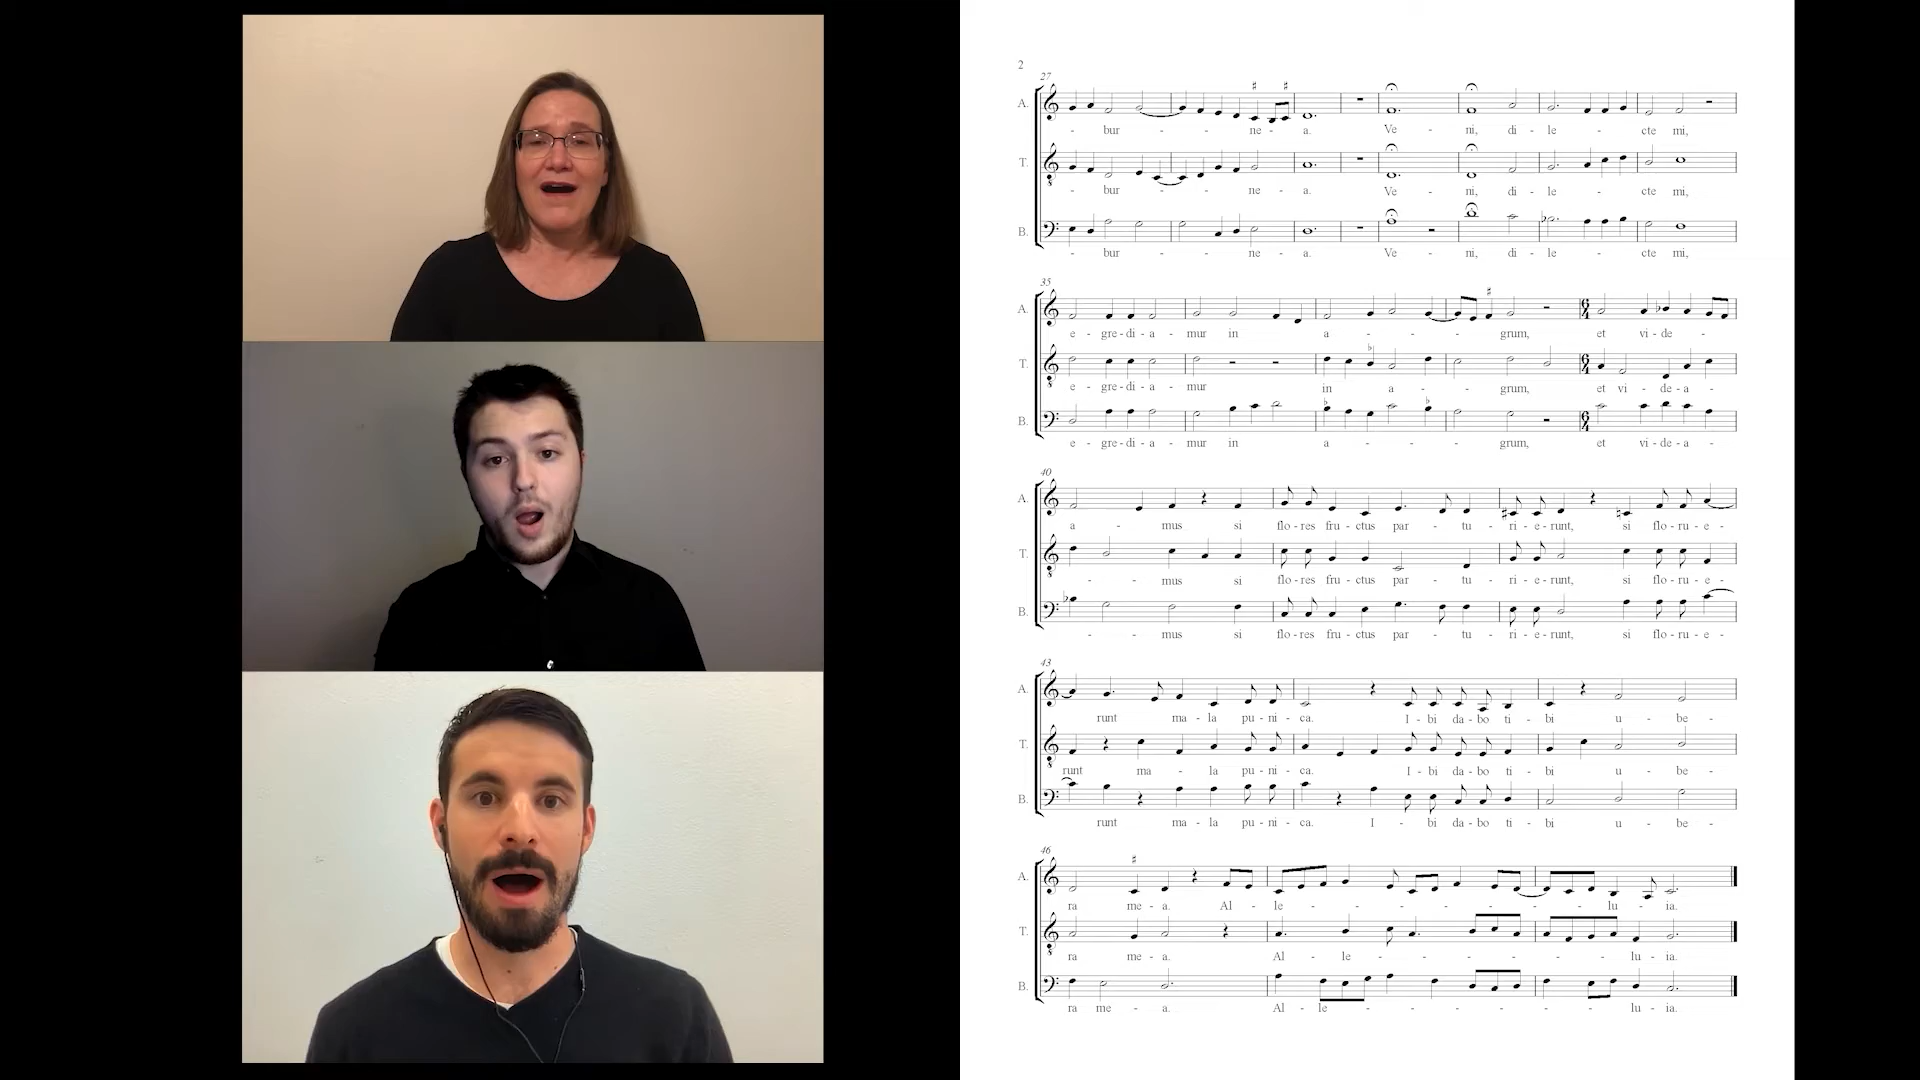 2
27
A. - bur - - - ne - a. Ve - ni, di - le - cte mi,
T. - bur - - - ne - a. Ve - ni, di - le - cte mi,
B. - bur - - - ne - a. Ve - ni, di - le - cte mi,
35
A. e - gre - di - a - mur in a - - - grum, et vi - de -
T. e - gre - di - a - mur in a - - grum, et vi - de - a -
B. e - gre - di - a - mur in a - - - grum, et vi - de - a -
40
A. a - mus si flo - res fru - ctus par - tu - ri - e - runt, si flo - ru - e -
T. - - mus si flo - res fru - ctus par - tu - ri - e - runt, si flo - ru - e -
B. - - mus si flo - res fru - ctus par - tu - ri - e - runt, si flo - ru - e -
43
A. runt ma - la pu - ni - ca. I - bi da - bo ti - bi u - be -
T. runt ma - la pu - ni - ca. I - bi da - bo ti - bi u - be -
B. runt ma - la pu - ni - ca. I - bi da - bo ti - bi u - be -
46
A. ra me - a. Al - le - - - - - - - - lu - ia.
T. ra me - a. Al - le - - - - - - - lu - ia.
B. ra me - a. Al - le - - - - - - - lu - ia.